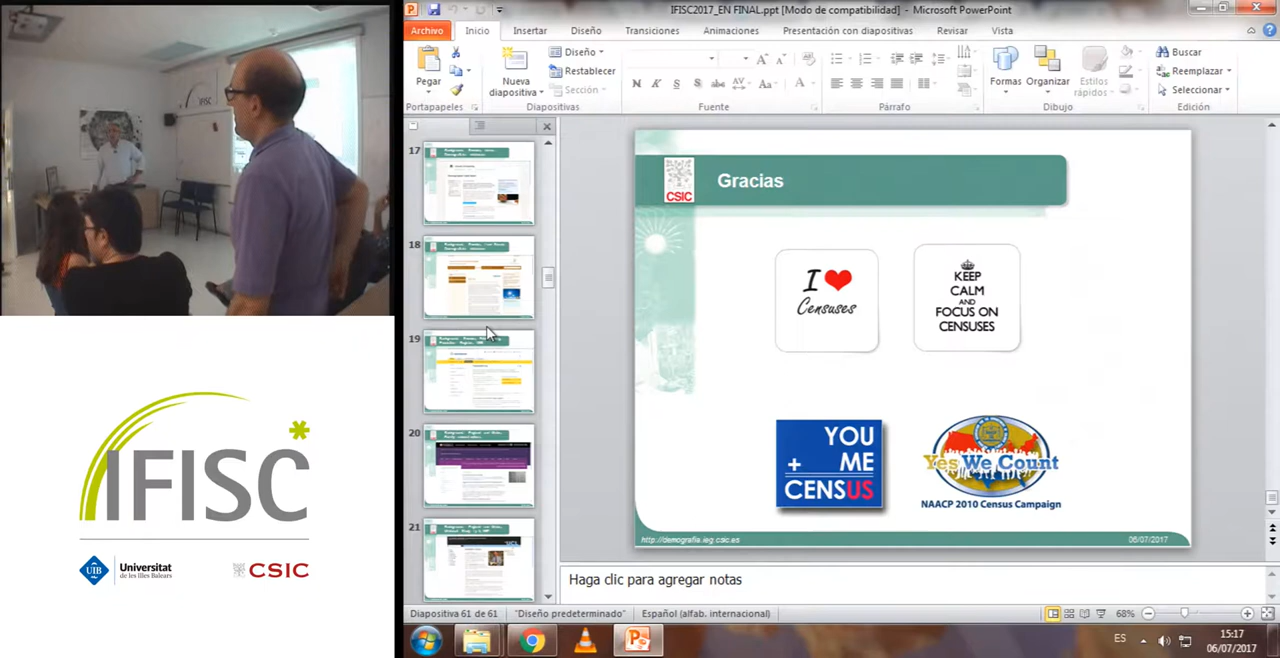 IFISC
UIB
Universitat
de les Illes Balears
CSIC
IFISC2017_EN FINAL.ppt [Modo de compatibilidad] - Microsoft PowerPoint
Archivo
Inicio
Insertar
Diseño
Transiciones
Animaciones
Presentación con diapositivas
Revisar
Vista
Pegar
Portapapeles
Nueva
diapositiva
Diseño
Restablecer
Sección
Diapositivas
N K S S abc AV Aa A
Fuente
Párrafo
Formas
Organizar
Estilos
rápidos
Dibujo
Buscar
Reemplazar
Seleccionar
Edición
17
18
19
20
21
CSIC
Gracias
I
Censuses
KEEP
CALM
AND
FOCUS ON
CENSUSES
YOU
+ ME
CENSUS
Yes We Count
NAACP 2010 Census Campaign
http://demografia.ieg.csic.es
06/07/2017
Haga clic para agregar notas
Diapositiva 61 de 61
"Diseño predeterminado"
Español (alfab. internacional)
68%
ES
15:17
06/07/2017